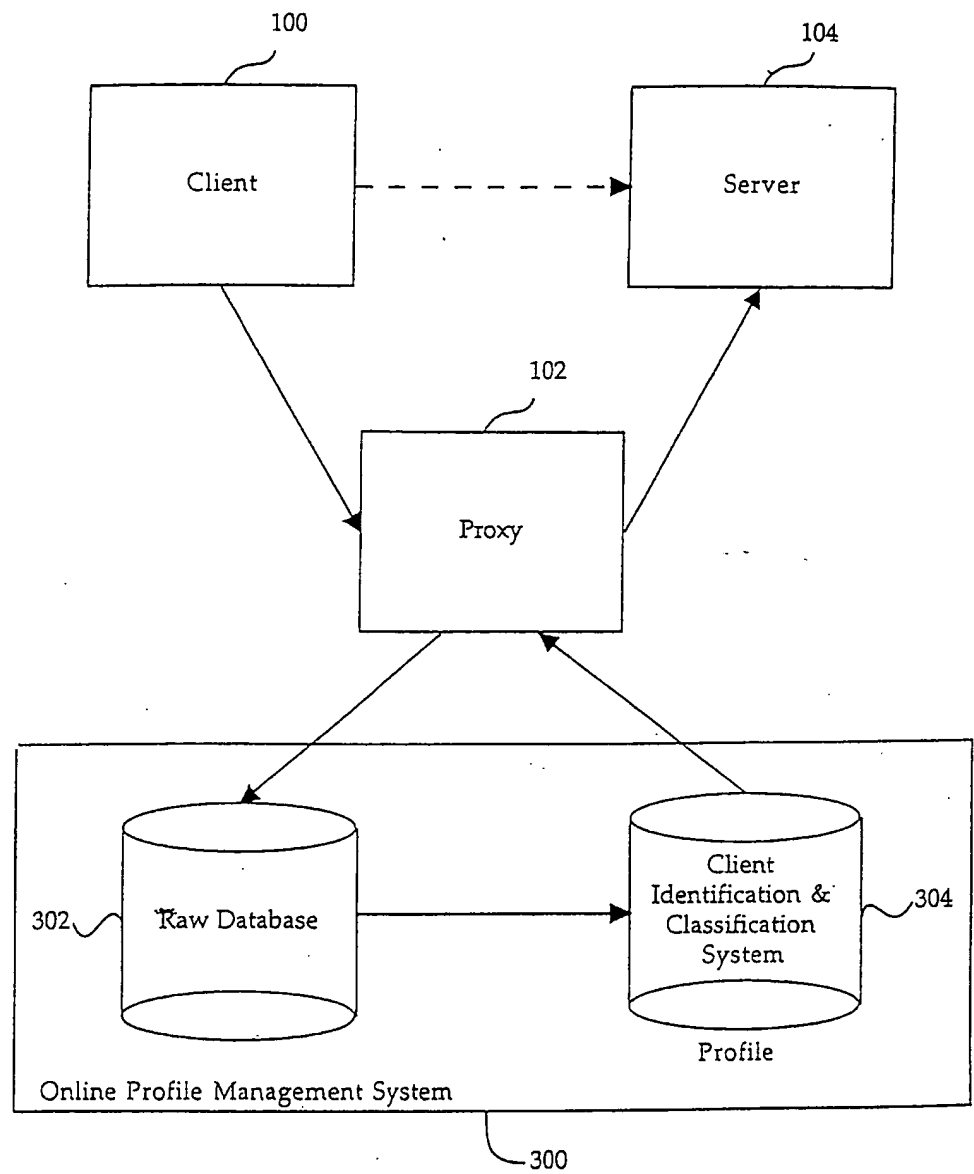 100
104
Client
Server
102
Proxy
Client
Identification &
Classification
System
302
Raw Database
304
Profile
Online Profile Management System
300